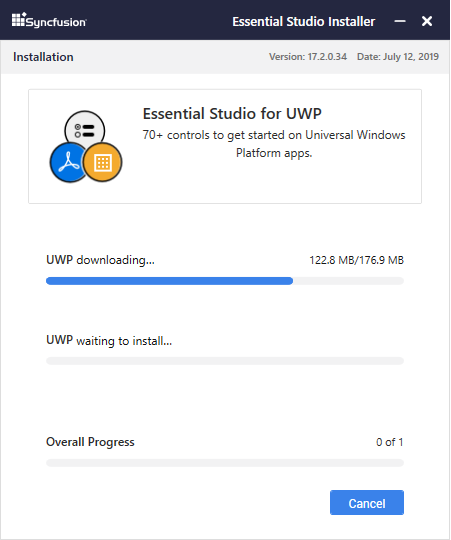 Syncfusion
Essential Studio Installer
Installation
Version: 17.2.0.34 Date: July 12, 2019
Essential Studio for UWP
70+ controls to get started on Universal Windows
Platform apps.
UWP downloading... 122.8 MB/176.9 MB
UWP waiting to install...
Overall Progress 0 of 1
Cancel